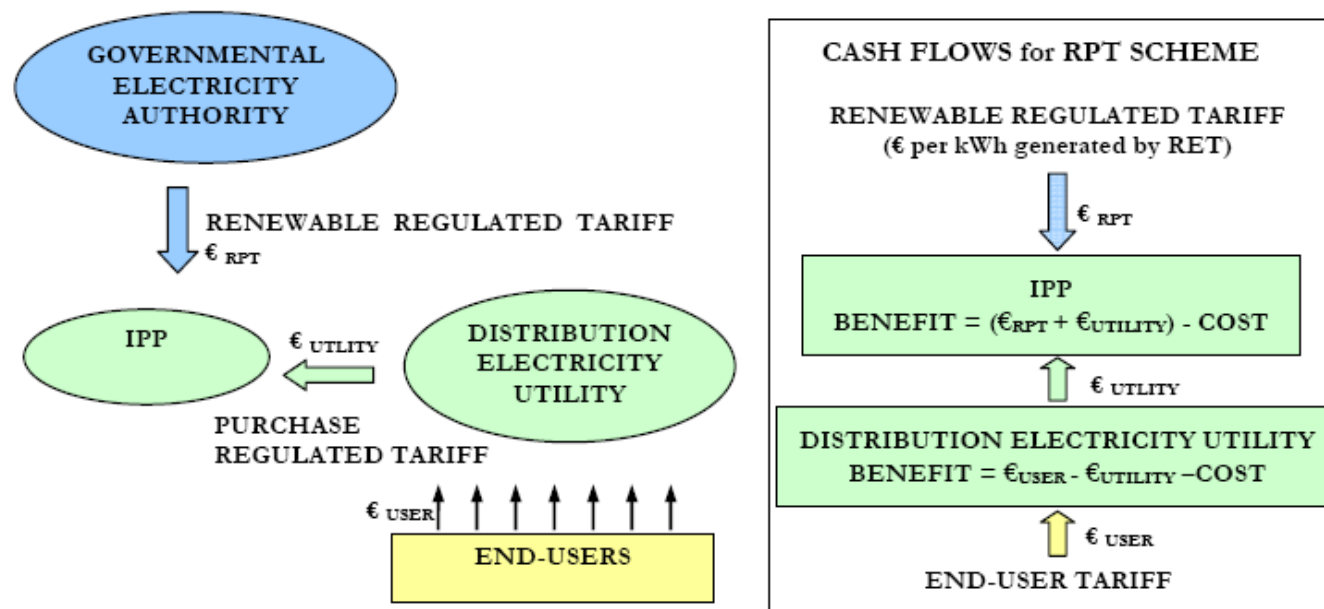 GOVERNMENTAL
ELECTRICITY
AUTHORITY
RENEWABLE REGULATED TARIFF
€ RPT
IPP
€ UTLITY
DISTRIBUTION
ELECTRICITY
UTILITY
PURCHASE
REGULATED TARIFF
€ USER
END-USERS
CASH FLOWS for RPT SCHEME
RENEWABLE REGULATED TARIFF
(€ per kWh generated by RET)
€ RPT
IPP
BENEFIT = (€RPT + €UTILITY) - COST
€ UTLITY
DISTRIBUTION ELECTRICITY UTILITY
BENEFIT = €USER - €UTILITY –COST
€ USER
END-USER TARIFF